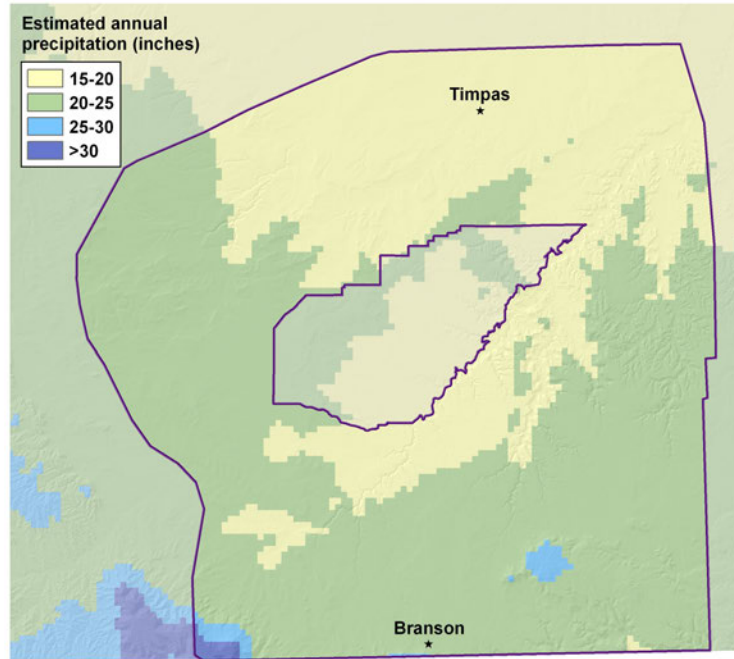 Estimated annual
precipitation (inches)
15-20
20-25
25-30
>30
Timpas
Branson